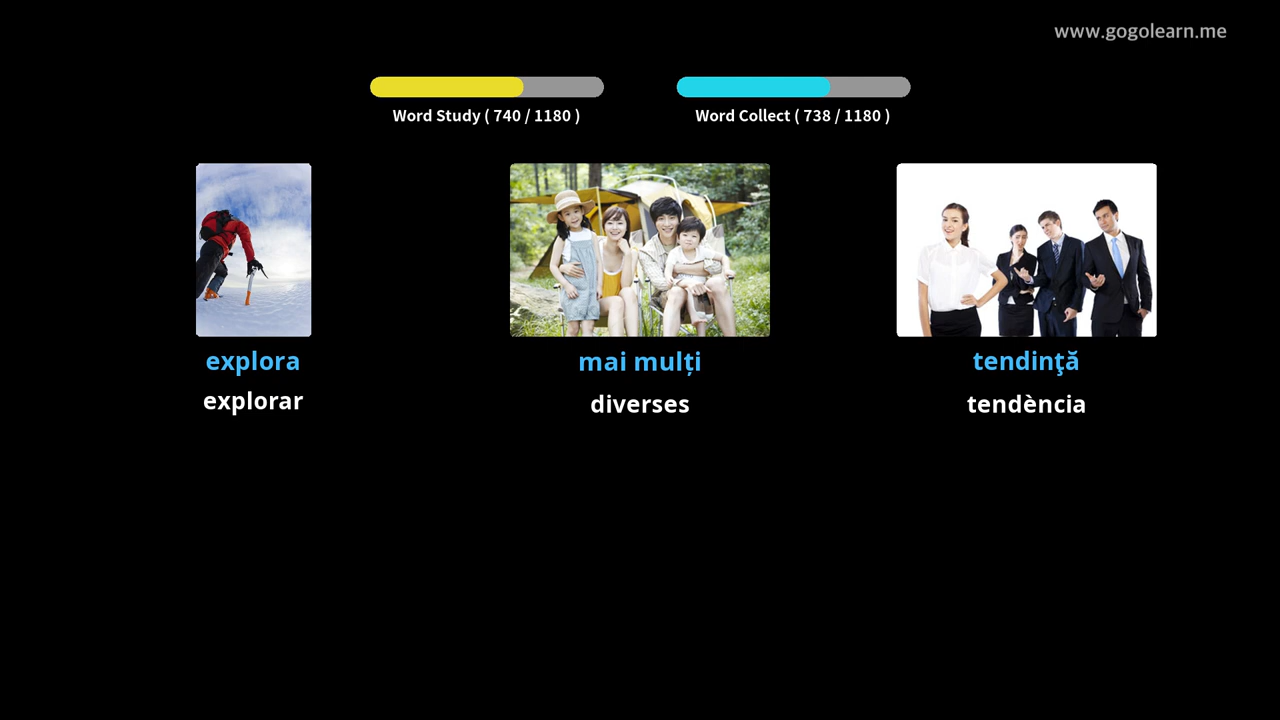 www.gogolearn.me
Word Study ( 740 / 1180 )
Word Collect ( 738 / 1180 )
explora
explorar
mai mulți
diverses
tendinţă
tendència